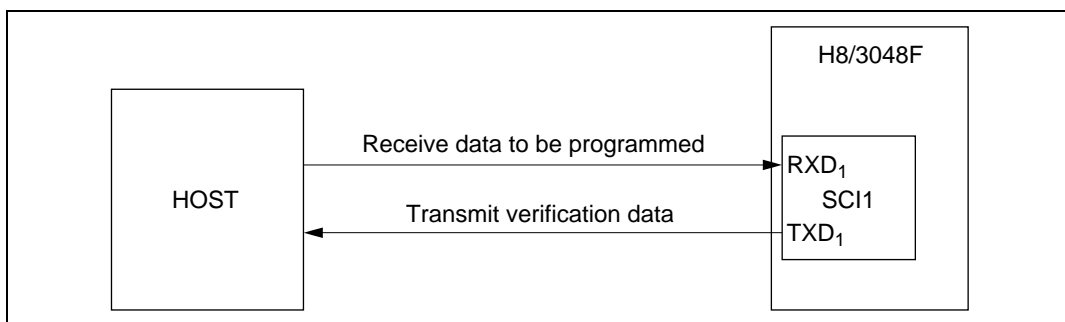 H8/3048F
Receive data to be programmed
RXD₁
HOST
SCI1
Transmit verification data
TXD₁